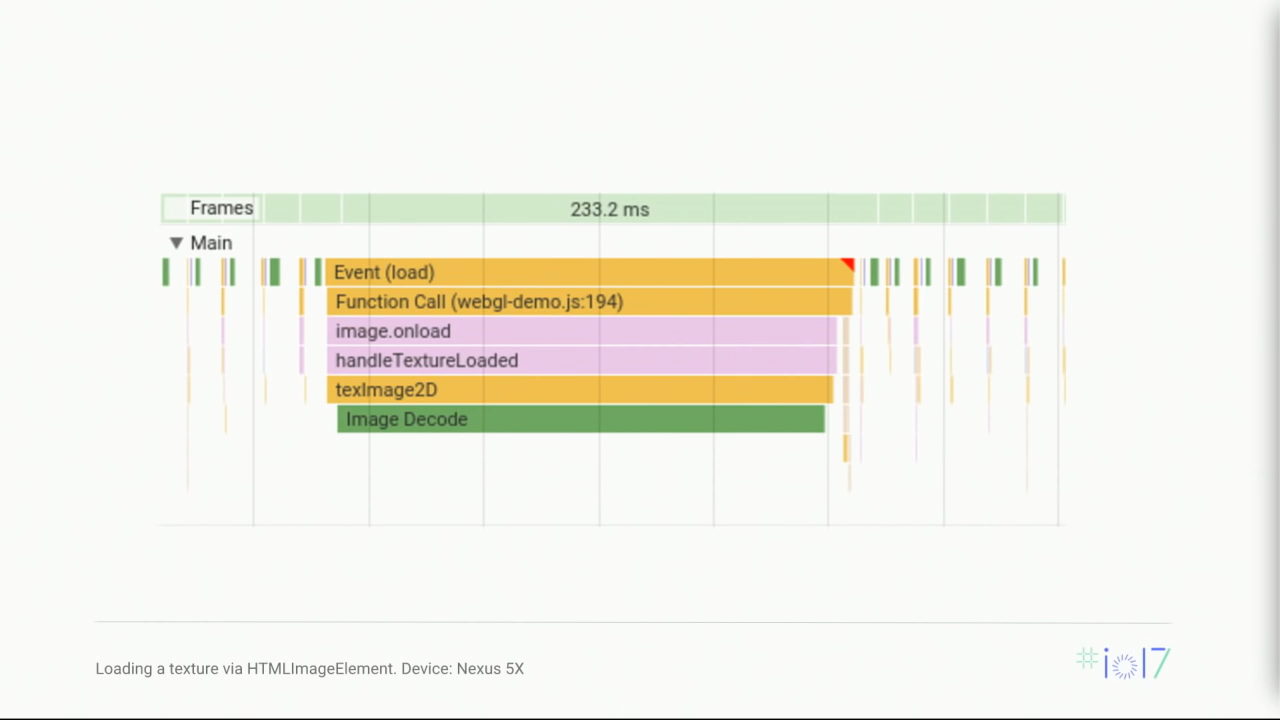 Frames
233.2 ms
Main
Event (load)
Function Call (webgl-demo.js:194)
image.onload
handleTextureLoaded
texImage2D
Image Decode
Loading a texture via HTMLImageElement. Device: Nexus 5X
#io17